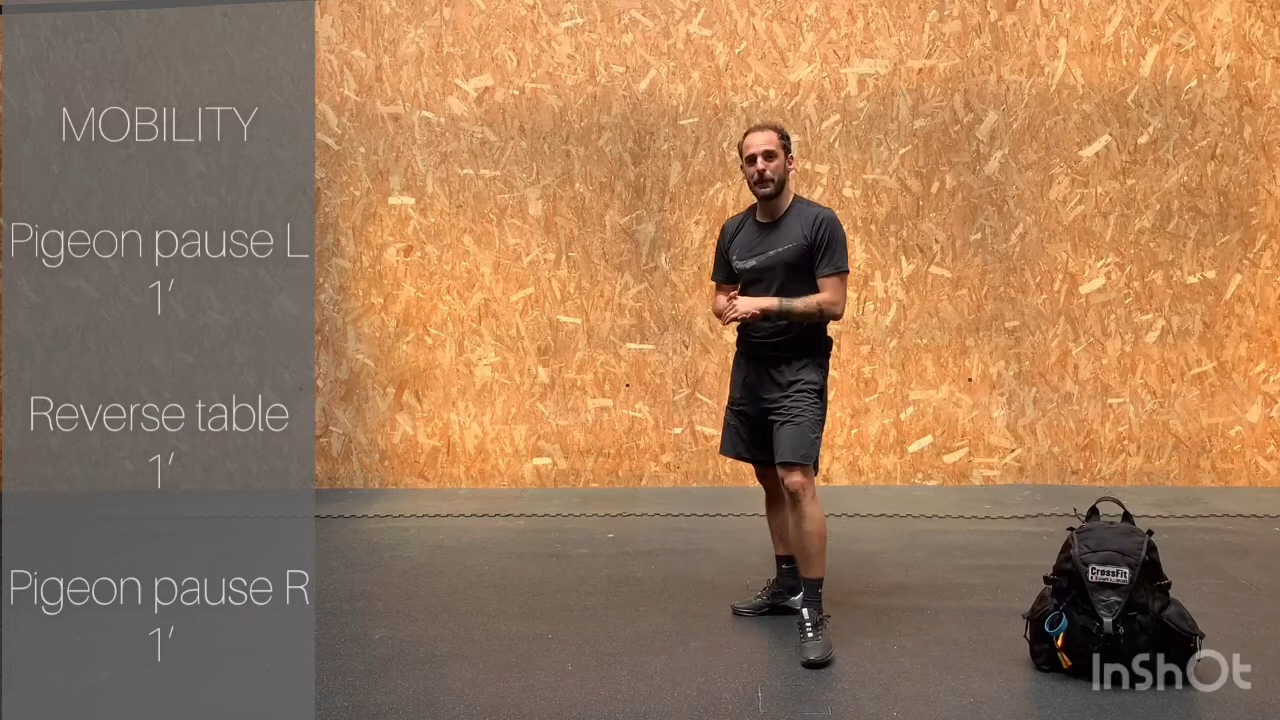 MOBILITY
Pigeon pause L
1'
Reverse table
1'
Pigeon pause R
1'
CrossFit
InShOt